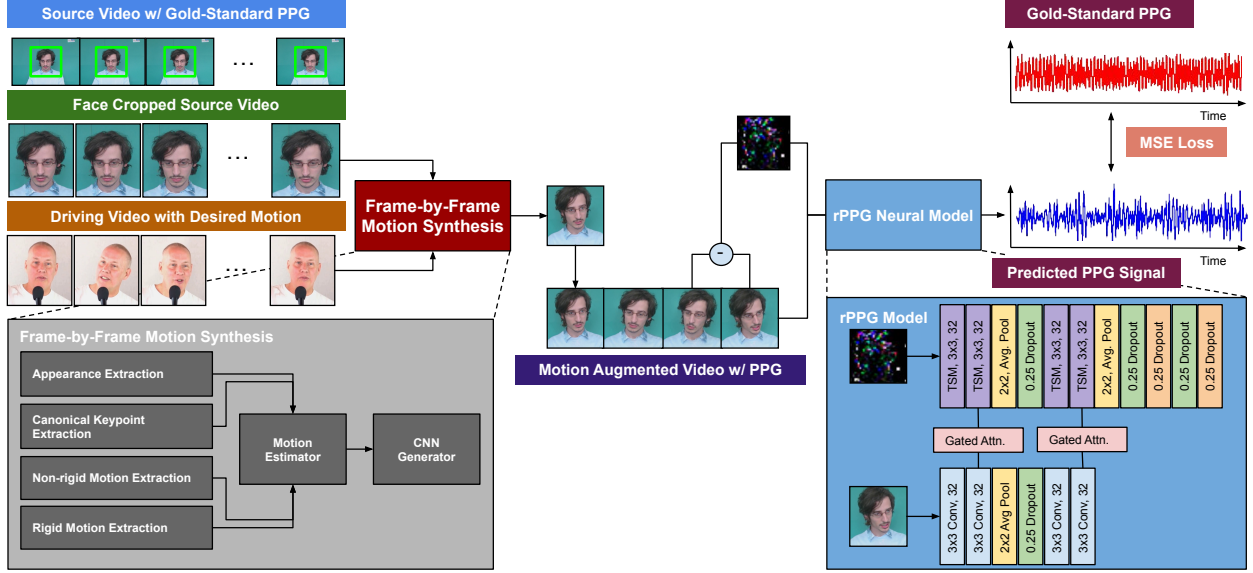 Source Video w/ Gold-Standard PPG
...
Face Cropped Source Video
...
Driving Video with Desired Motion
...
Frame-by-Frame
Motion Synthesis
-
Motion Augmented Video w/ PPG
rPPG Neural Model
Gold-Standard PPG
Time
MSE Loss
Time
Predicted PPG Signal
Frame-by-Frame Motion Synthesis
Appearance Extraction
Canonical Keypoint
Extraction
Non-rigid Motion Extraction
Rigid Motion Extraction
Motion
Estimator
CNN
Generator
rPPG Model
TSM, 3x3, 32
TSM, 3x3, 32
2x2, Avg. Pool
0.25 Dropout
TSM, 3x3, 32
TSM, 3x3, 32
2x2, Avg. Pool
0.25 Dropout
0.25 Dropout
0.25 Dropout
0.25 Dropout
Gated Attn.
Gated Attn.
3x3 Conv, 32
3x3 Conv, 32
2x2 Avg Pool
0.25 Dropout
3x3 Conv, 32
3x3 Conv, 32